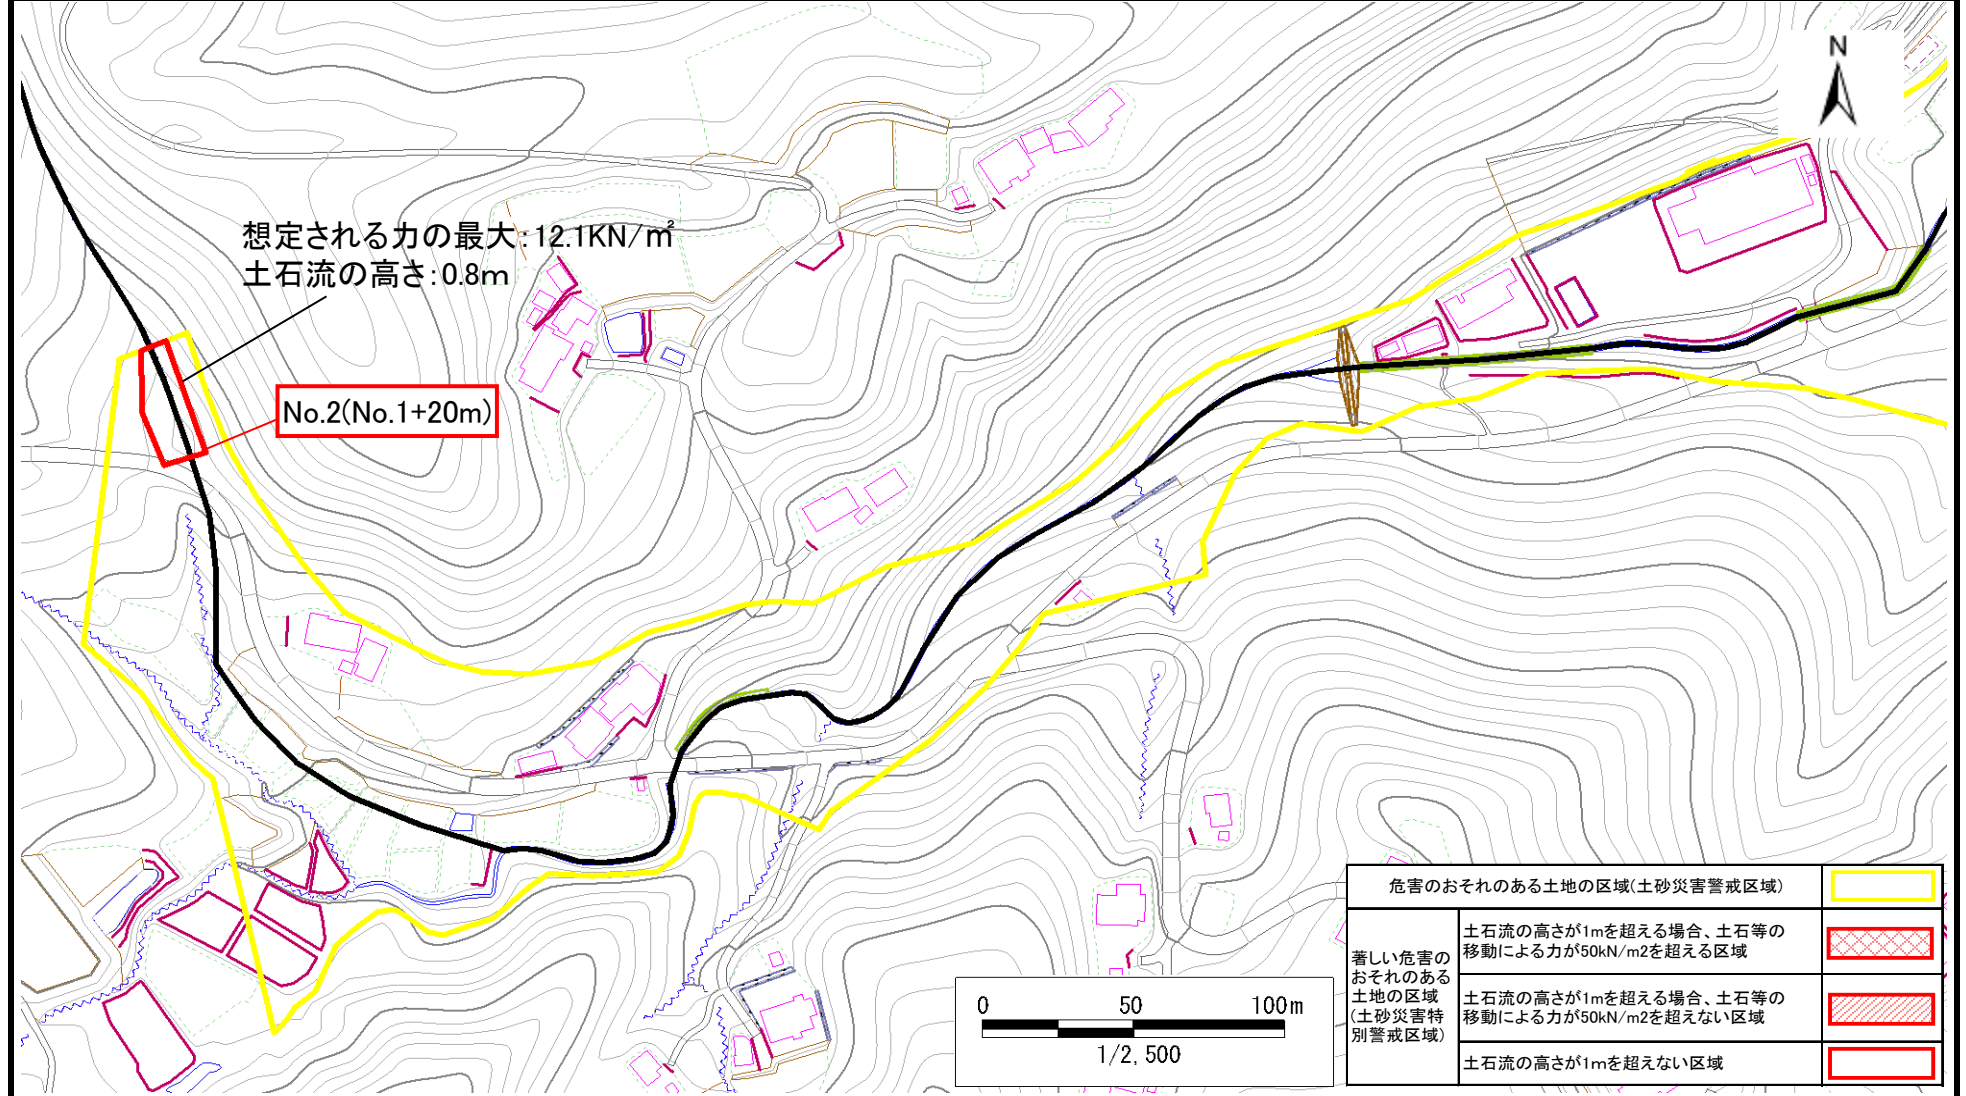 N
想定される力の最大:12.1KN/㎡
土石流の高さ:0.8m
No.2(No.1+20m)
0 50 100m
1/2,500
危害のおそれのある土地の区域(土砂災害警戒区域)
著しい危害の
おそれのある
土地の区域
(土砂災害特
別警戒区域)
土石流の高さが1mを超える場合、土石等の
移動による力が50kN/m2を超える区域
土石流の高さが1mを超える場合、土石等の
移動による力が50kN/m2を超えない区域
土石流の高さが1mを超えない区域